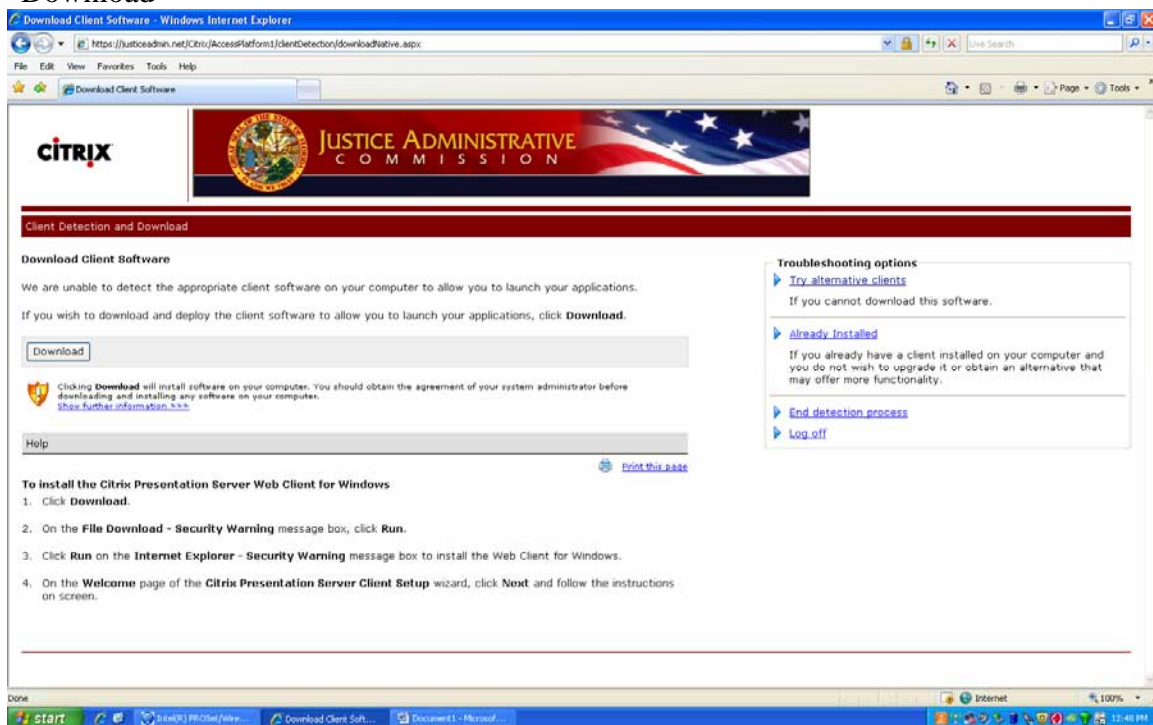 Download
Download Client Software - Windows Internet Explorer
https://justiceadmin.net/Citrix/AccessPlatform1/clientDetection/downloadNative.aspx
Live Search
File Edit View Favorites Tools Help
Download Client Software
Page Tools
CITRIX
JUSTICE ADMINISTRATIVE
COMMISSION
Client Detection and Download
Download Client Software
We are unable to detect the appropriate client software on your computer to allow you to launch your applications.
If you wish to download and deploy the client software to allow you to launch your applications, click Download.
Download
Clicking Download will install software on your computer. You should obtain the agreement of your system administrator before
downloading and installing any software on your computer.
Show further information >>>
Help
Print this page
To install the Citrix Presentation Server Web Client for Windows
1. Click Download.
2. On the File Download - Security Warning message box, click Run.
3. Click Run on the Internet Explorer - Security Warning message box to install the Web Client for Windows.
4. On the Welcome page of the Citrix Presentation Server Client Setup wizard, click Next and follow the instructions
on screen.
Troubleshooting options
Try alternative clients
If you cannot download this software.
Already Installed
If you already have a client installed on your computer and
you do not wish to upgrade it or obtain an alternative that
may offer more functionality.
End detection process
Log off
Done
Internet
100%
start
Intel(R) PROSet/Wire...
Download Client Soft...
Document1 - Microsof...
12:48 PM